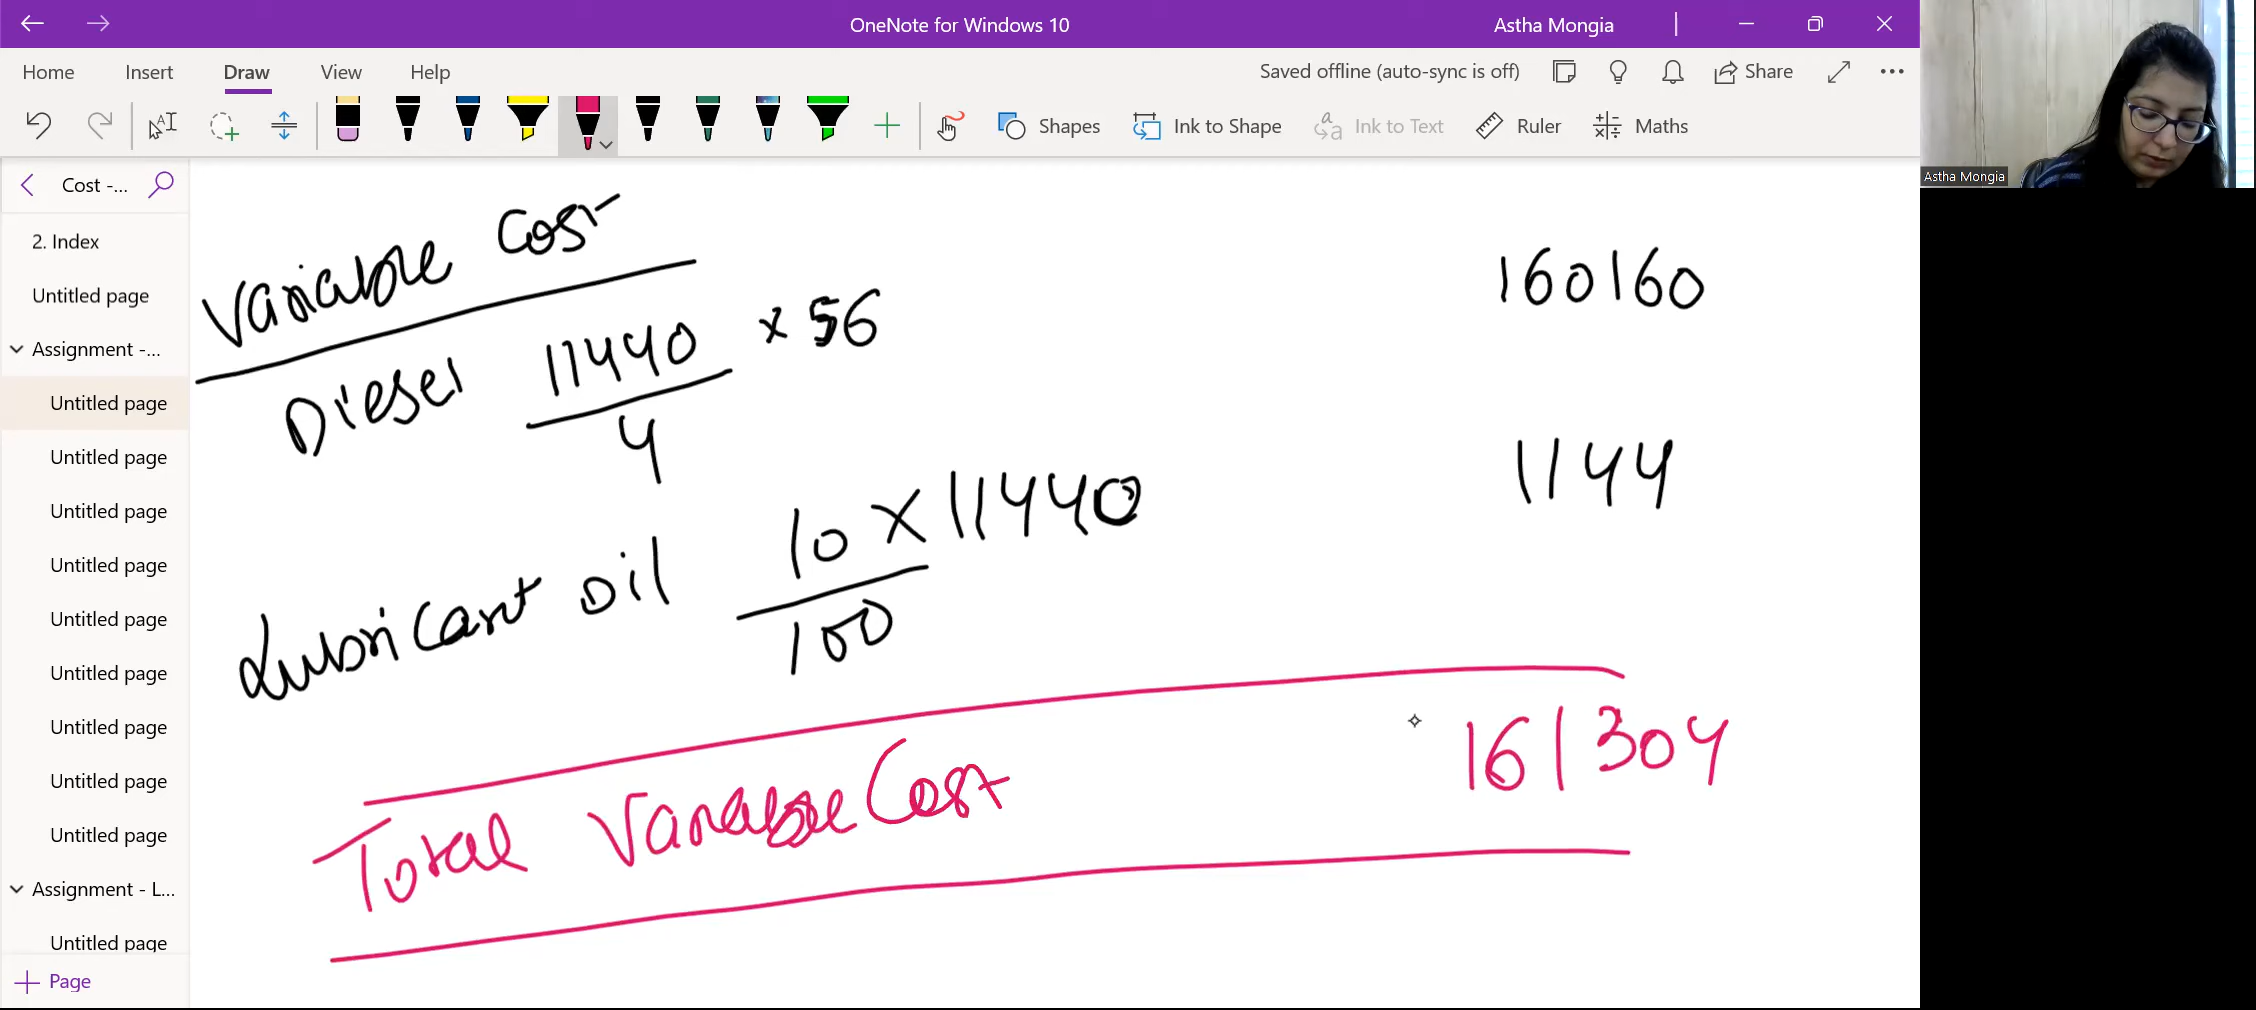 OneNote for Windows 10
Astha Mongia
Home Insert Draw View Help
Saved offline (auto-sync is off) Share
Shapes Ink to Shape Ink to Text Ruler Maths
Astha Mongia
Cost -...
2. Index
Untitled page
Assignment -...
Untitled page
Untitled page
Untitled page
Untitled page
Untitled page
Untitled page
Untitled page
Untitled page
Untitled page
Assignment - L...
Untitled page
Page
Variable Cost
Diesel 11440/4 x 56 160160
Lubricant oil 10 x 11440/100 1144
Total Variable Cost 161304